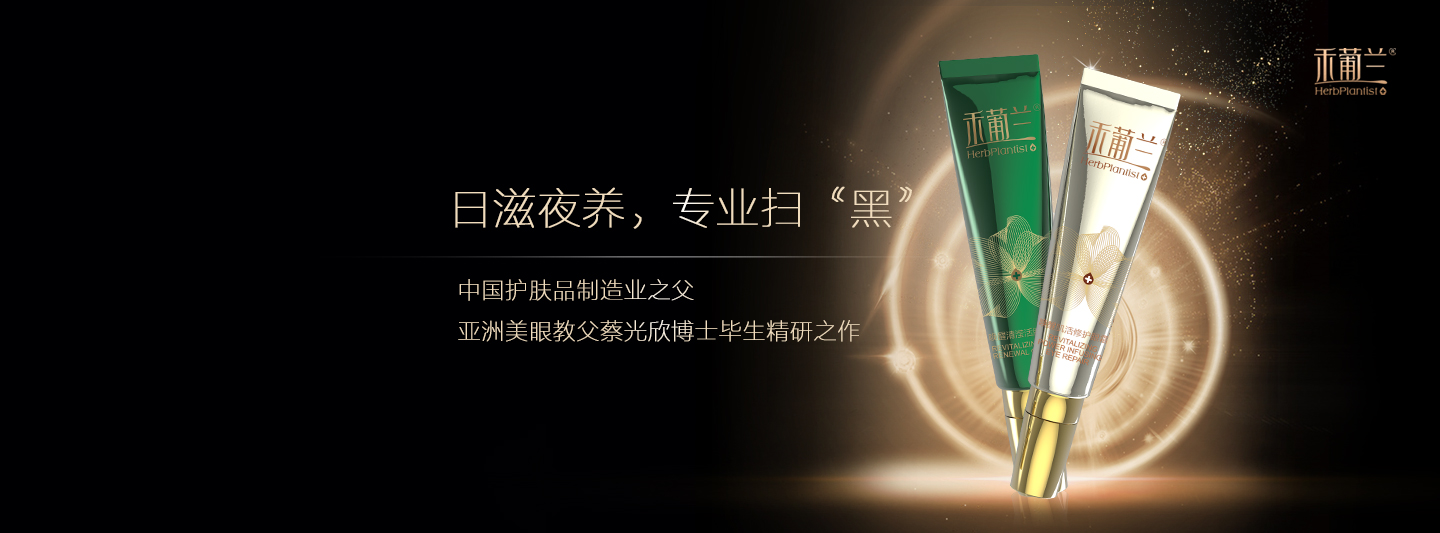 禾葡兰®
HerbPlantist
禾葡兰
HerbPlantist
禾葡兰
HerbPlantist
日滋夜养，专业扫“黑”
中国护肤品制造业之父
亚洲美眼教父蔡光欣博士毕生精研之作